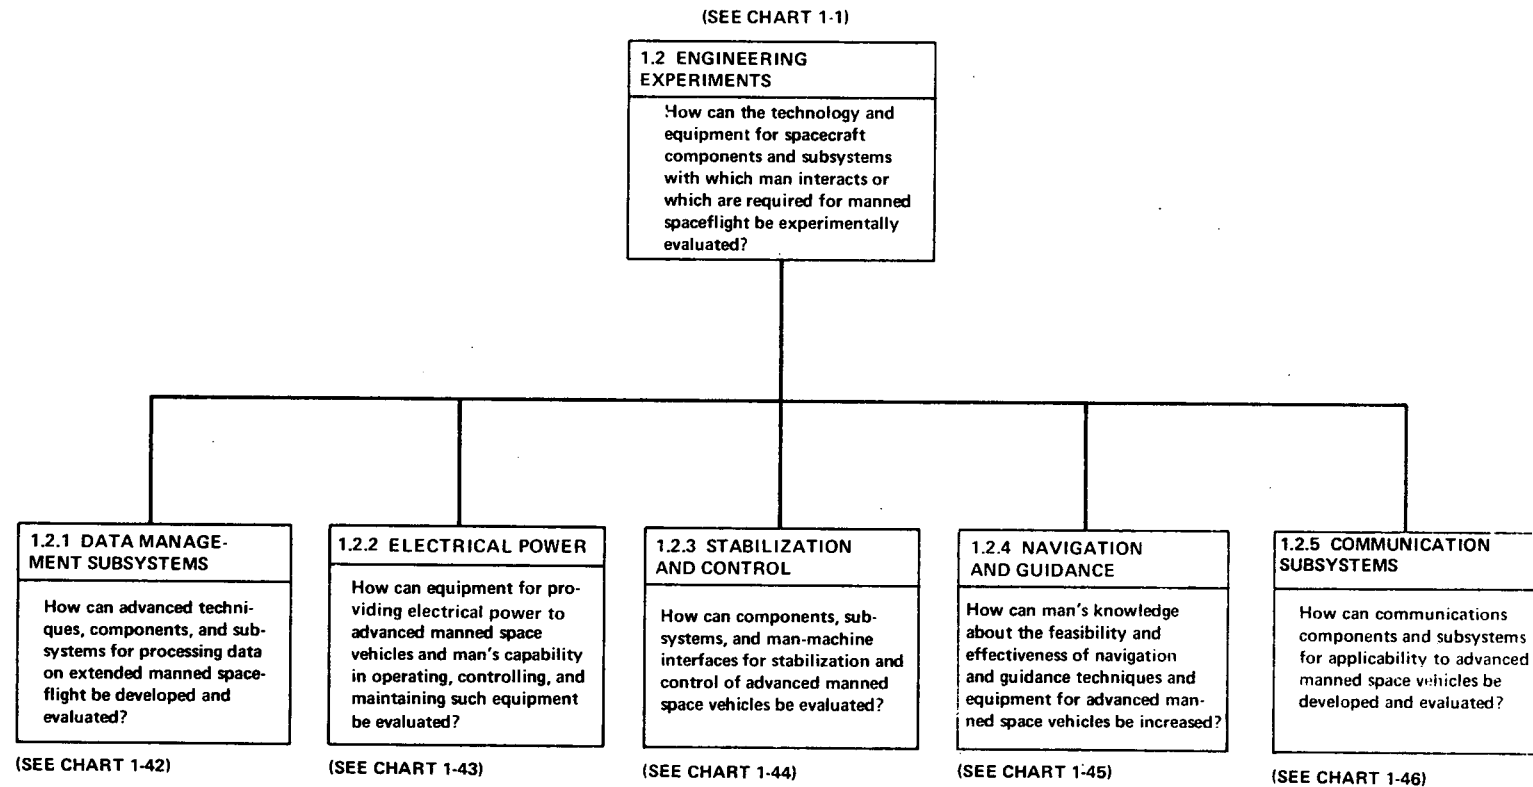 (SEE CHART 1-1)
1.2 ENGINEERING
EXPERIMENTS
How can the technology and
equipment for spacecraft
components and subsystems
with which man interacts or
which are required for manned
spaceflight be experimentally
evaluated?
1.2.1 DATA MANAGE-
MENT SUBSYSTEMS
How can advanced techni-
ques, components, and sub-
systems for processing data
on extended manned space-
flight be developed and
evaluated?
(SEE CHART 1-42)
1.2.2 ELECTRICAL POWER
How can equipment for pro-
viding electrical power to
advanced manned space
vehicles and man's capability
in operating, controlling, and
maintaining such equipment
be evaluated?
(SEE CHART 1-43)
1.2.3 STABILIZATION
AND CONTROL
How can components, sub-
systems, and man-machine
interfaces for stabilization and
control of advanced manned
space vehicles be evaluated?
(SEE CHART 1-44)
1.2.4 NAVIGATION
AND GUIDANCE
How can man's knowledge
about the feasibility and
effectiveness of navigation
and guidance techniques and
equipment for advanced man-
ned space vehicles be increased?
(SEE CHART 1-45)
1.2.5 COMMUNICATION
SUBSYSTEMS
How can communications
components and subsystems
for applicability to advanced
manned space vehicles be
developed and evaluated?
(SEE CHART 1-46)